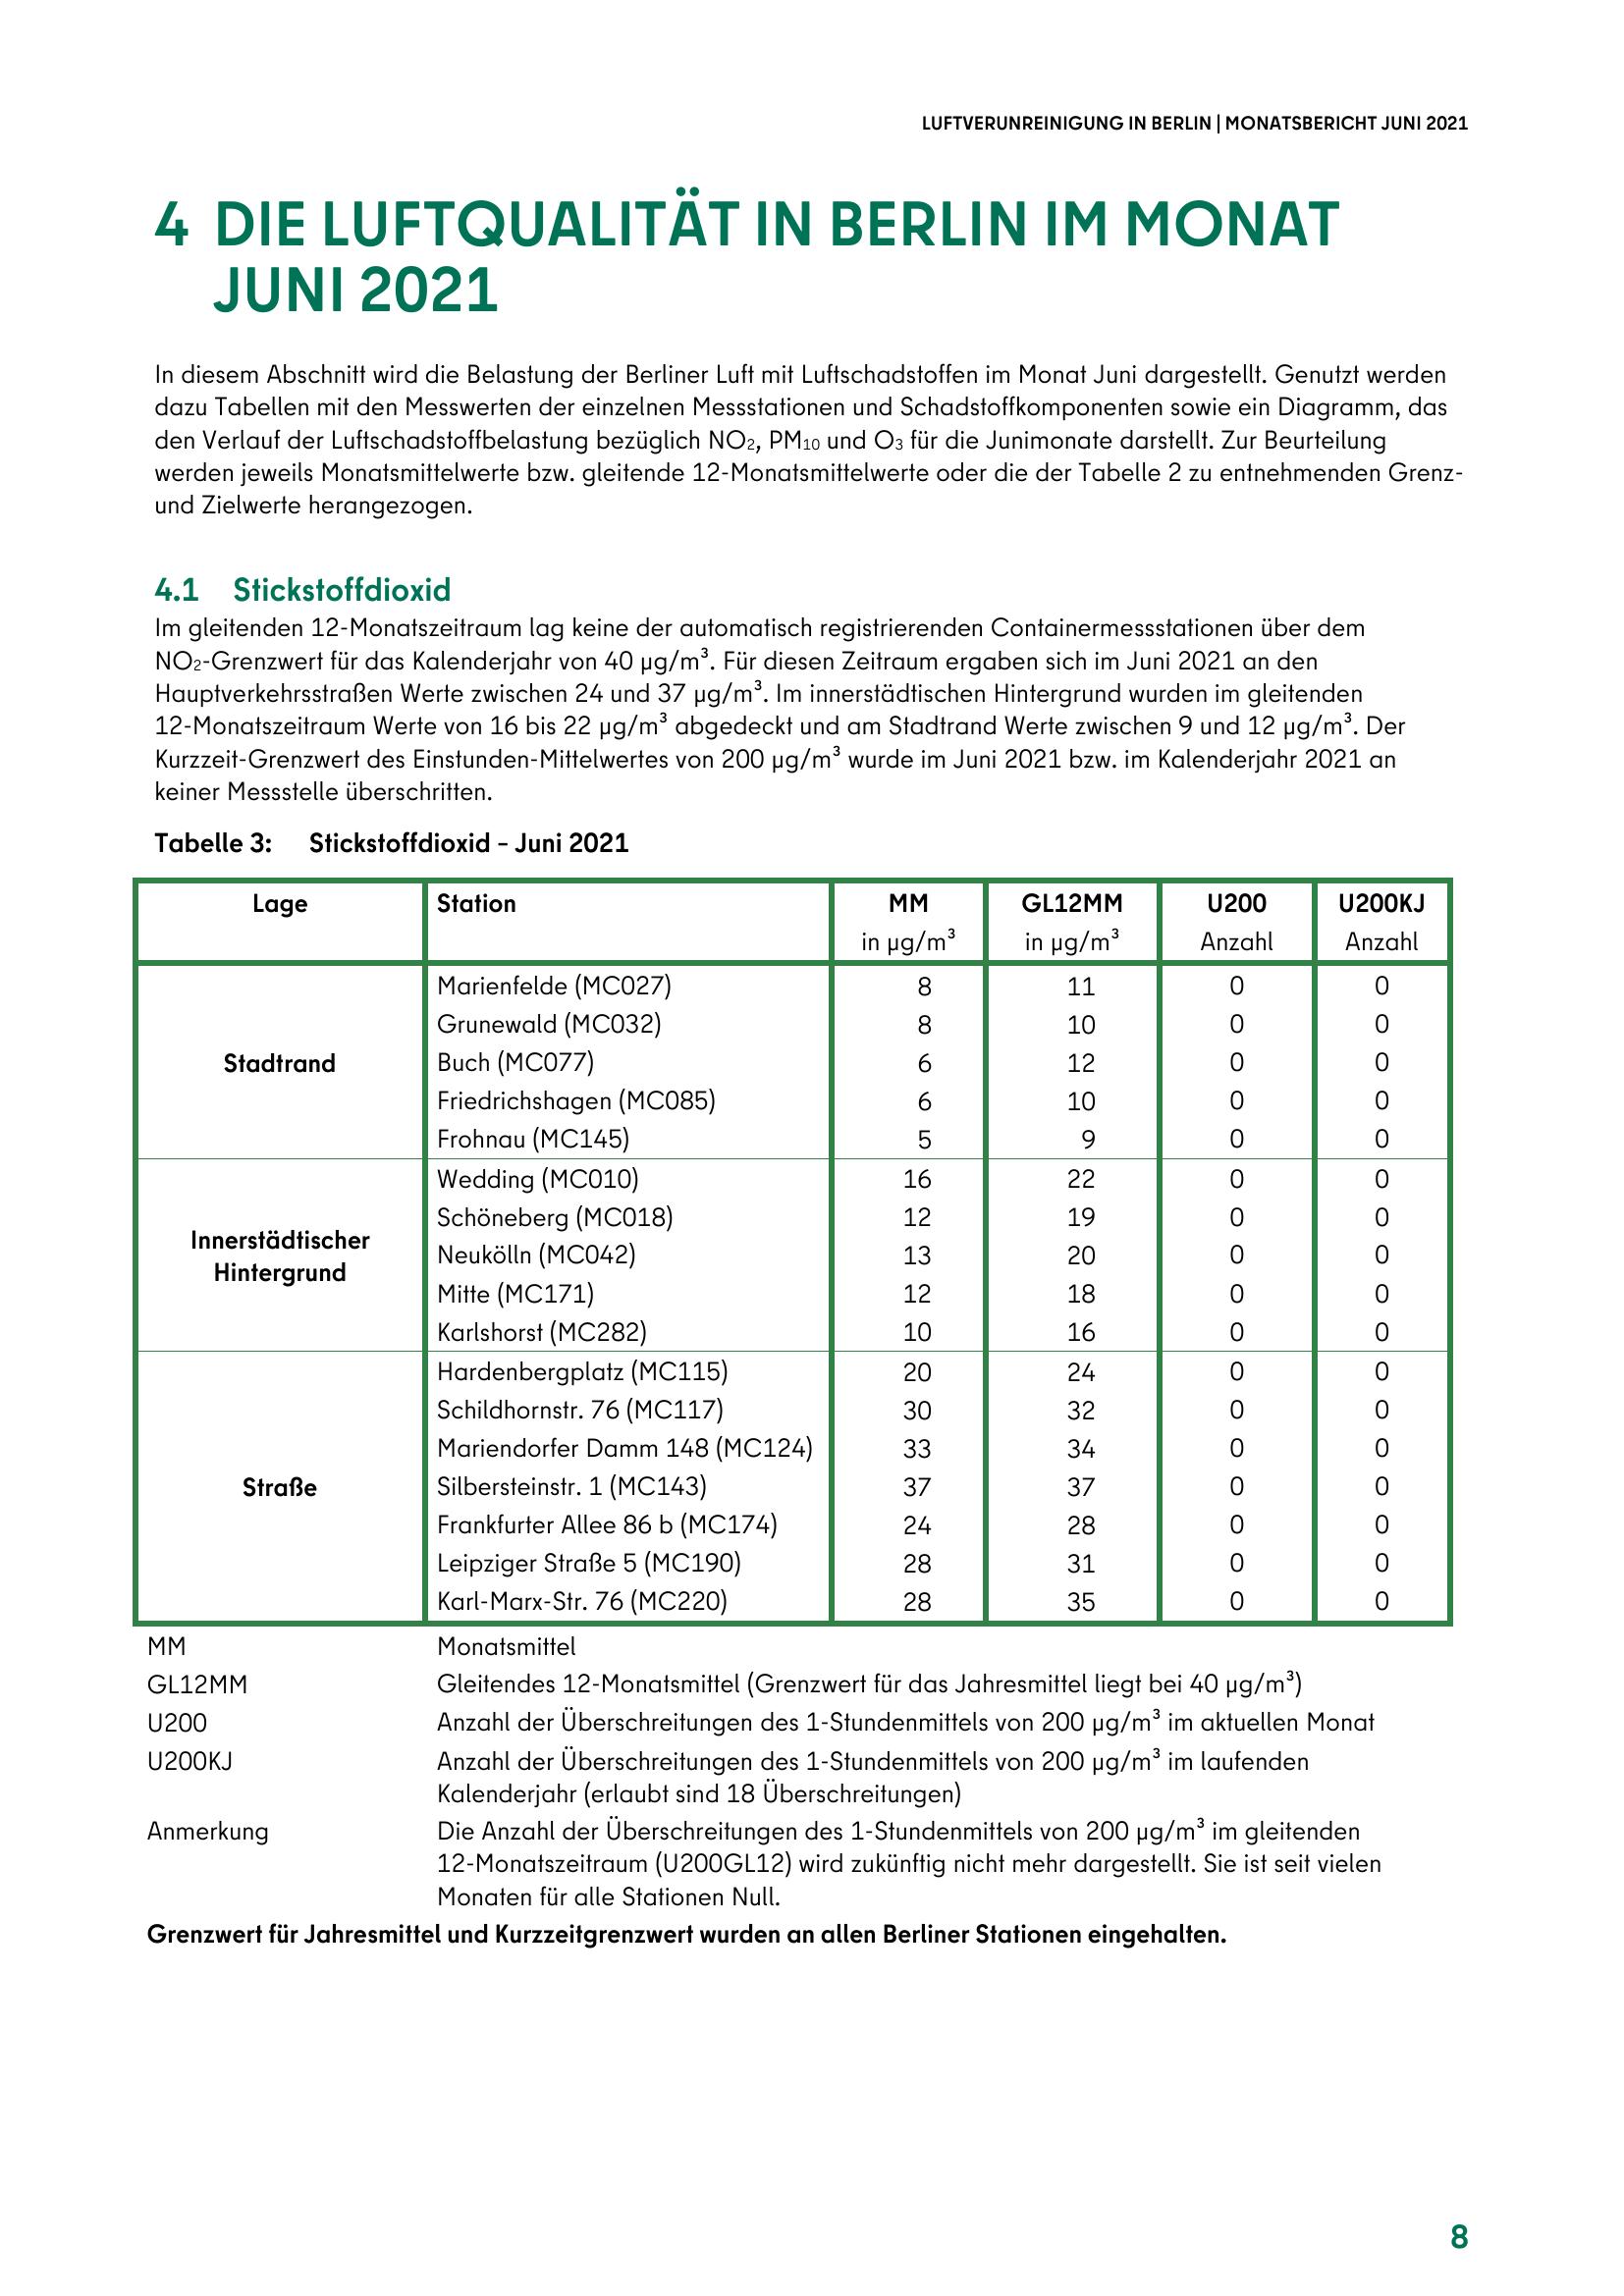 LUFTVERUNREINIGUNG IN BERLIN | MONATSBERICHT JUNI 2021
4 DIE LUFTQUALITÄT IN BERLIN IM MONAT
JUNI 2021
In diesem Abschnitt wird die Belastung der Berliner Luft mit Luftschadstoffen im Monat Juni dargestellt. Genutzt werden
dazu Tabellen mit den Messwerten der einzelnen Messstationen und Schadstoffkomponenten sowie ein Diagramm, das
den Verlauf der Luftschadstoffbelastung bezüglich NO₂, PM₁₀ und O₃ für die Junimonate darstellt. Zur Beurteilung
werden jeweils Monatsmittelwerte bzw. gleitende 12-Monatsmittelwerte oder die der Tabelle 2 zu entnehmenden Grenz-
und Zielwerte herangezogen.
4.1 Stickstoffdioxid
Im gleitenden 12-Monatszeitraum lag keine der automatisch registrierenden Containermessstationen über dem
NO₂-Grenzwert für das Kalenderjahr von 40 µg/m³. Für diesen Zeitraum ergaben sich im Juni 2021 an den
Hauptverkehrsstraßen Werte zwischen 24 und 37 µg/m³. Im innerstädtischen Hintergrund wurden im gleitenden
12-Monatszeitraum Werte von 16 bis 22 µg/m³ abgedeckt und am Stadtrand Werte zwischen 9 und 12 µg/m³. Der
Kurzzeit-Grenzwert des Einstunden-Mittelwertes von 200 µg/m³ wurde im Juni 2021 bzw. im Kalenderjahr 2021 an
keiner Messstelle überschritten.
Tabelle 3: Stickstoffdioxid – Juni 2021
Lage Station MM GL12MM U200 U200KJ
in µg/m³ in µg/m³ Anzahl Anzahl
Marienfelde (MC027) 8 11 0 0
Grunewald (MC032) 8 10 0 0
Stadtrand Buch (MC077) 6 12 0 0
Friedrichshagen (MC085) 6 10 0 0
Frohnau (MC145) 5 9 0 0
Wedding (MC010) 16 22 0 0
Schöneberg (MC018) 12 19 0 0
Innerstädtischer
Neukölln (MC042) 13 20 0 0
Hintergrund
Mitte (MC171) 12 18 0 0
Karlshorst (MC282) 10 16 0 0
Hardenbergplatz (MC115) 20 24 0 0
Schildhornstr. 76 (MC117) 30 32 0 0
Mariendorfer Damm 148 (MC124) 33 34 0 0
Straße Silbersteinstr. 1 (MC143) 37 37 0 0
Frankfurter Allee 86 b (MC174) 24 28 0 0
Leipziger Straße 5 (MC190) 28 31 0 0
Karl-Marx-Str. 76 (MC220) 28 35 0 0
MM Monatsmittel
GL12MM Gleitendes 12-Monatsmittel (Grenzwert für das Jahresmittel liegt bei 40 µg/m³)
U200 Anzahl der Überschreitungen des 1-Stundenmittels von 200 µg/m³ im aktuellen Monat
U200KJ Anzahl der Überschreitungen des 1-Stundenmittels von 200 µg/m³ im laufenden
Kalenderjahr (erlaubt sind 18 Überschreitungen)
Anmerkung Die Anzahl der Überschreitungen des 1-Stundenmittels von 200 µg/m³ im gleitenden
12-Monatszeitraum (U200GL12) wird zukünftig nicht mehr dargestellt. Sie ist seit vielen
Monaten für alle Stationen Null.
Grenzwert für Jahresmittel und Kurzzeitgrenzwert wurden an allen Berliner Stationen eingehalten.
8